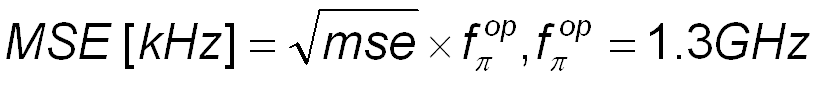 MSE [kHz] = √mse × f_π^op, f_π^op = 1.3GHz